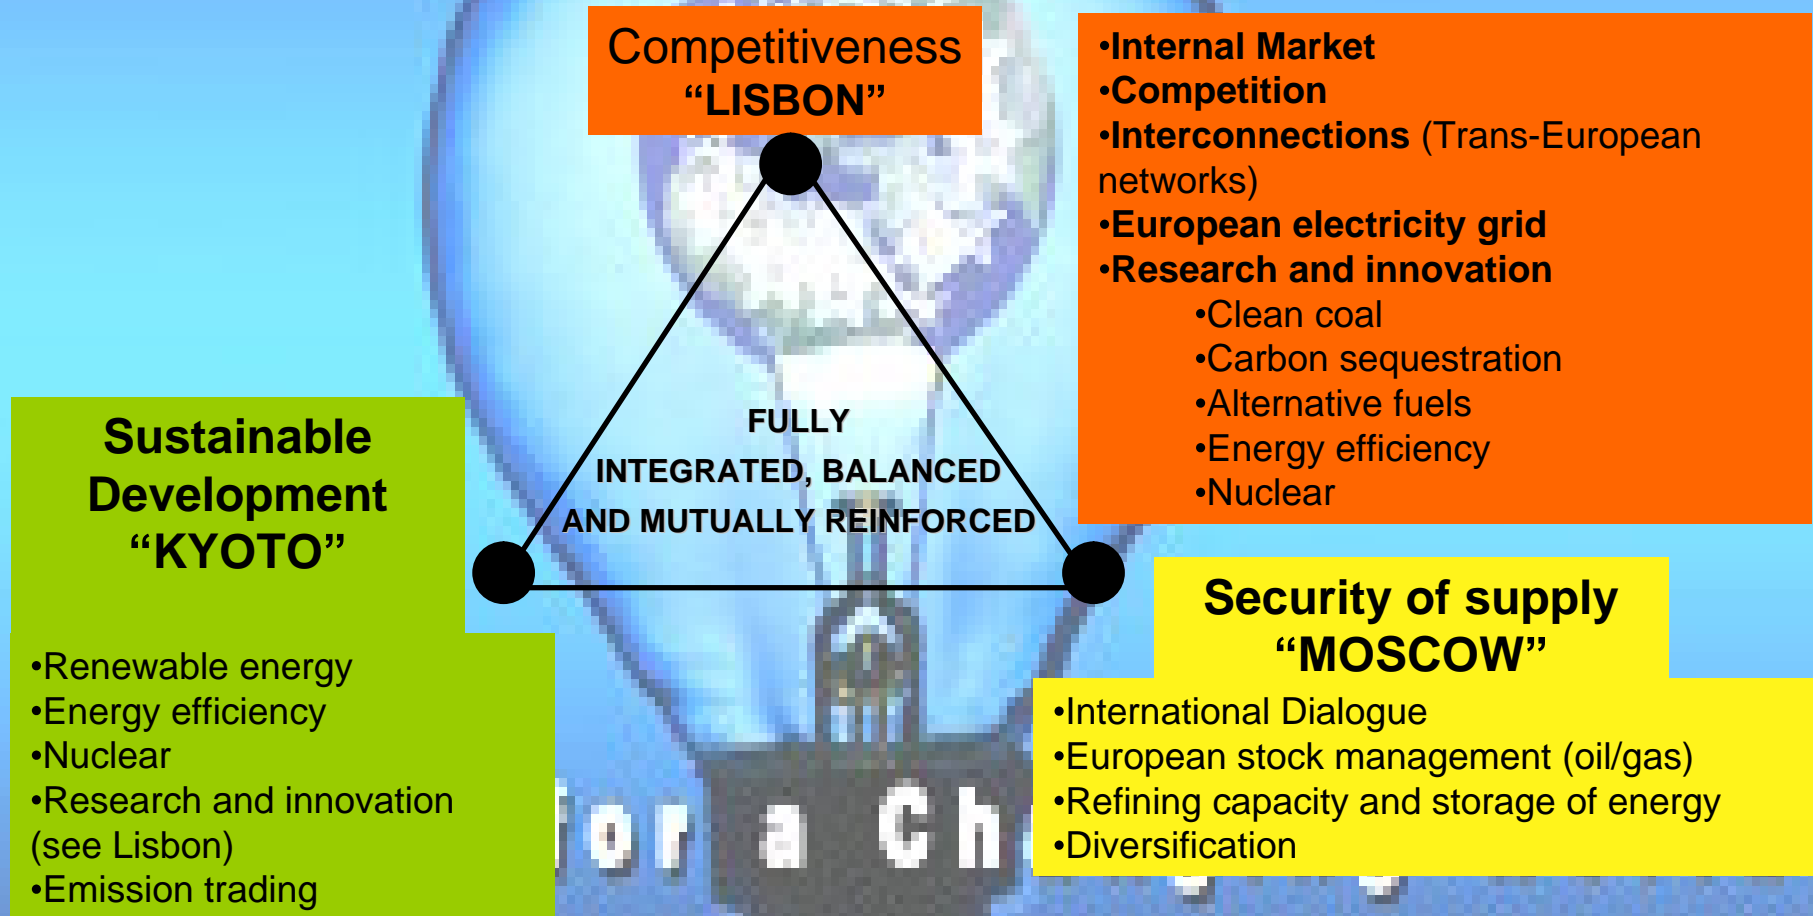 Competitiveness
“LISBON”
•Internal Market
•Competition
•Interconnections (Trans-European
networks)
•European electricity grid
•Research and innovation
•Clean coal
•Carbon sequestration
•Alternative fuels
•Energy efficiency
•Nuclear
FULLY
INTEGRATED, BALANCED
AND MUTUALLY REINFORCED
Sustainable
Development
“KYOTO”
•Renewable energy
•Energy efficiency
•Nuclear
•Research and innovation
(see Lisbon)
•Emission trading
Security of supply
“MOSCOW”
•International Dialogue
•European stock management (oil/gas)
•Refining capacity and storage of energy
•Diversification
for a Ch